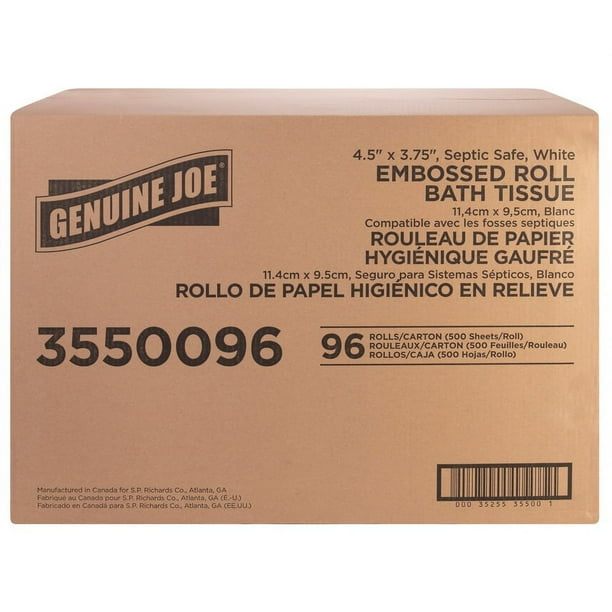 GENUINE JOE
4.5" x 3.75", Septic Safe, White
EMBOSSED ROLL
BATH TISSUE
11,4cm x 9,5cm, Blanc
Compatible avec les fosses septiques
ROULEAU DE PAPIER
HYGIÉNIQUE GAUFRÉ
11.4cm x 9.5cm, Seguro para Sistemas Sépticos, Blanco
ROLLO DE PAPEL HIGIÉNICO EN RELIEVE
3550096
96 ROLLS/CARTON (500 Sheets/Roll)
ROULEAUX/CARTON (500 Feuilles/Rouleau)
ROLLOS/CAJA (500 Hojas/Rollo)
Manufactured in Canada for S.P. Richards Co., Atlanta, GA
Fabriqué au Canada pour S.P. Richards Co., Atlanta, GA (É.-U.)
Fabricado en Canadá para S.P. Richards Co., Atlanta, GA (EE.UU.)
000 35255 35500 1